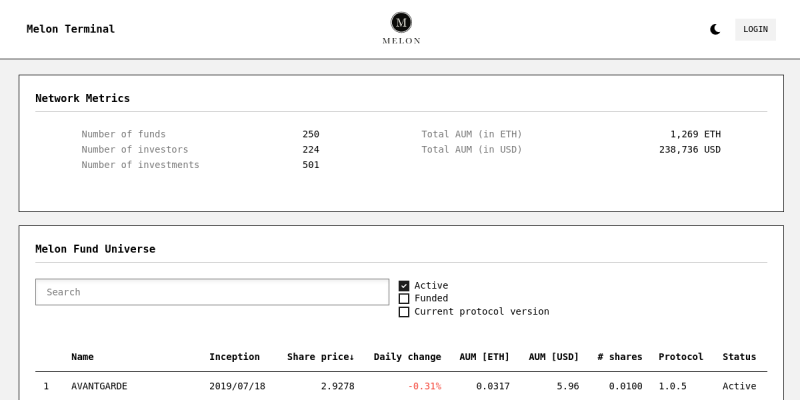 Melon Terminal
M
MELON
LOGIN
Network Metrics
Number of funds 250 Total AUM (in ETH) 1,269 ETH
Number of investors 224 Total AUM (in USD) 238,736 USD
Number of investments 501
Melon Fund Universe
Search
Active
Funded
Current protocol version
Name Inception Share price↓ Daily change AUM [ETH] AUM [USD] # shares Protocol Status
1 AVANTGARDE 2019/07/18 2.9278 -0.31% 0.0317 5.96 0.0100 1.0.5 Active